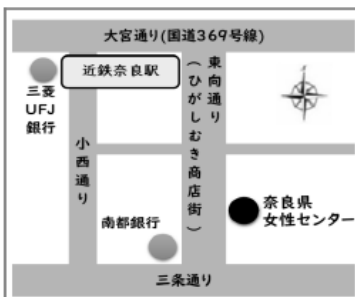 大宮通り(国道369号線)
近鉄奈良駅
三菱
UFJ
銀行
小西通り
東向通り
(ひがしむき商店街)
奈良県
女性センター
南都銀行
三条通り